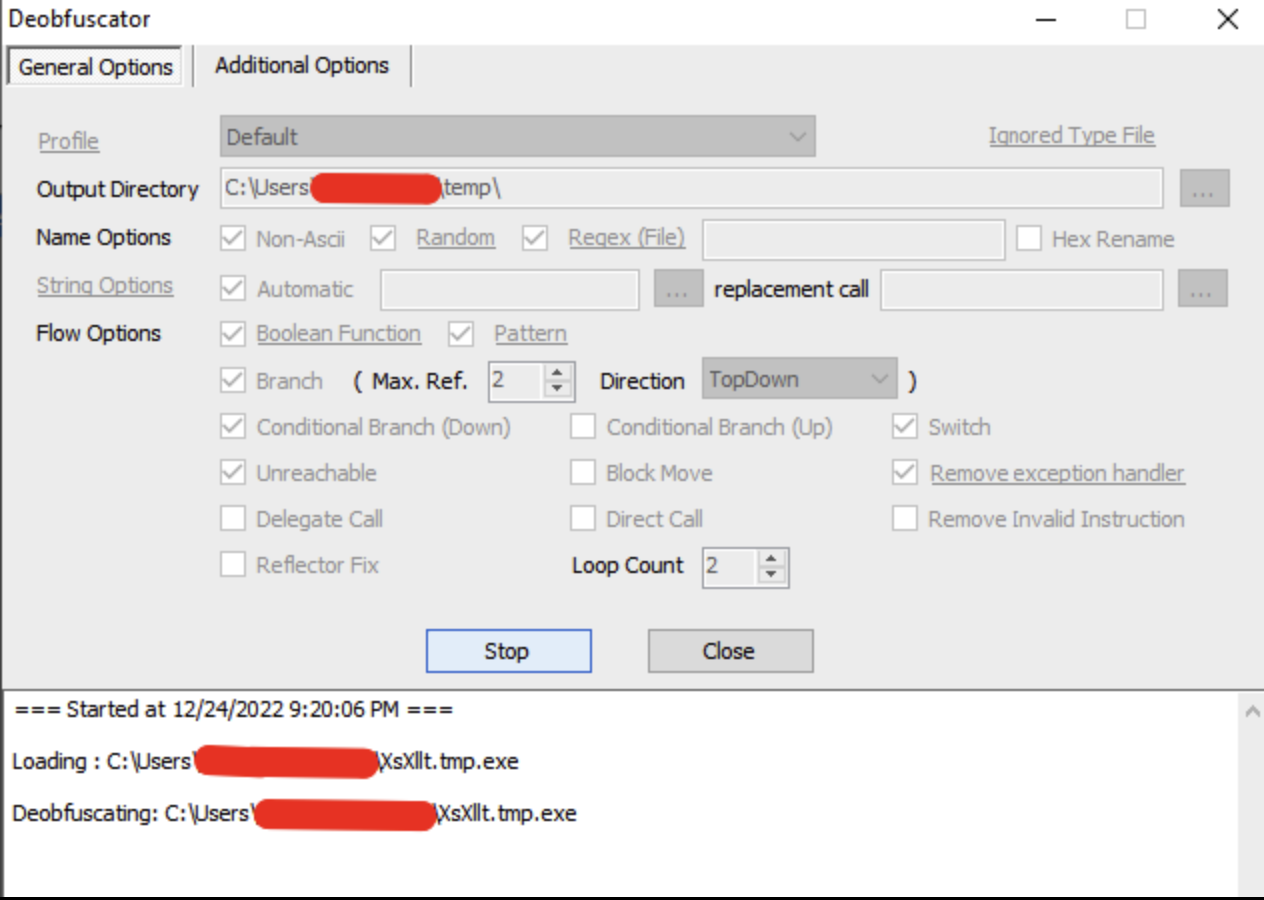 Deobfuscator
General Options Additional Options
Profile Default Ignored Type File
Output Directory C:\Users \temp\ ...
Name Options Non-Ascii Random Regex (File) Hex Rename
String Options Automatic ... replacement call ...
Flow Options Boolean Function Pattern
Branch ( Max. Ref. 2 Direction TopDown )
Conditional Branch (Down) Conditional Branch (Up) Switch
Unreachable Block Move Remove exception handler
Delegate Call Direct Call Remove Invalid Instruction
Reflector Fix Loop Count 2
Stop Close
=== Started at 12/24/2022 9:20:06 PM ===
Loading : C:\Users\ \XsXllt.tmp.exe
Deobfuscating: C:\Users\ \XsXllt.tmp.exe